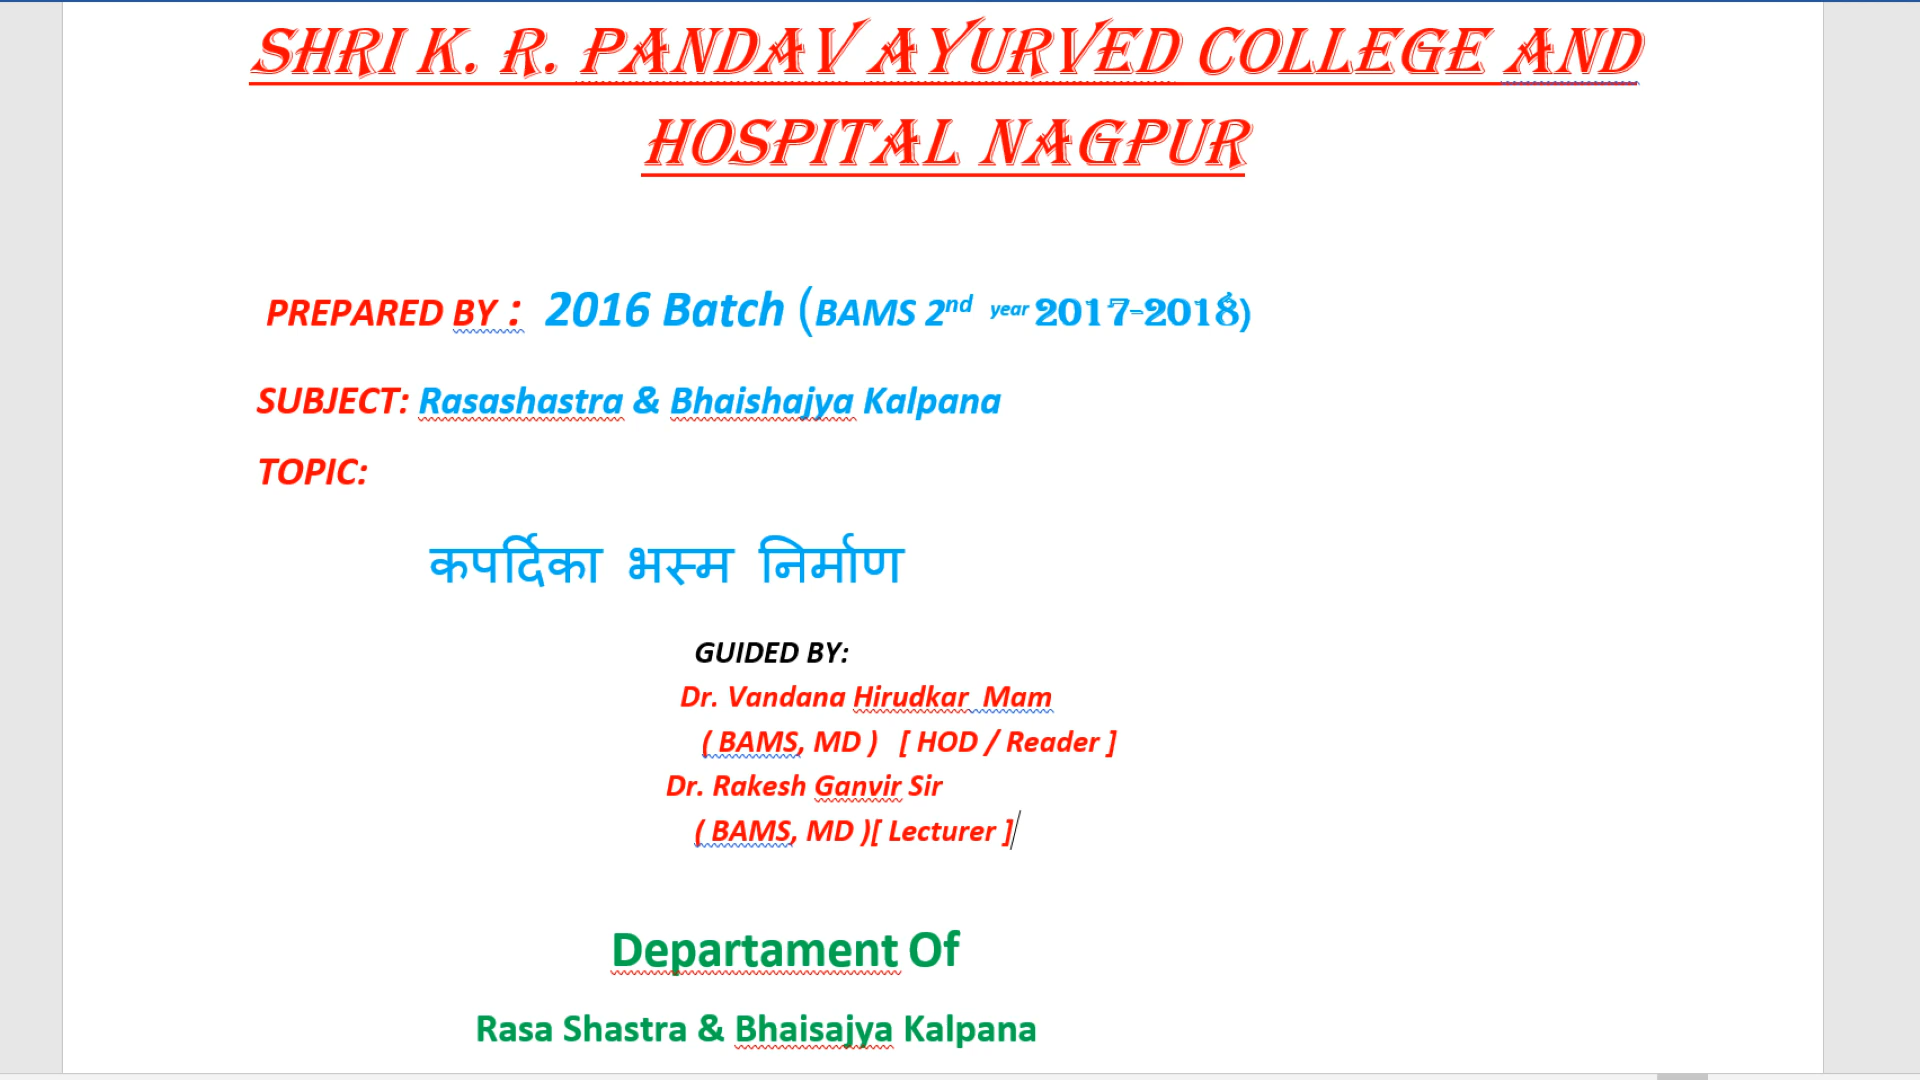 SHRI K. R. PANDAV AYURVED COLLEGE AND
HOSPITAL NAGPUR
PREPARED BY : 2016 Batch (BAMS 2nd year 2017-2018)
SUBJECT: Rasashastra & Bhaishajya Kalpana
TOPIC:
कपर्दिका भस्म निर्माण
GUIDED BY:
Dr. Vandana Hirudkar Mam
( BAMS, MD ) [ HOD / Reader ]
Dr. Rakesh Ganvir Sir
( BAMS, MD )[ Lecturer ]
Departament Of
Rasa Shastra & Bhaisajya Kalpana